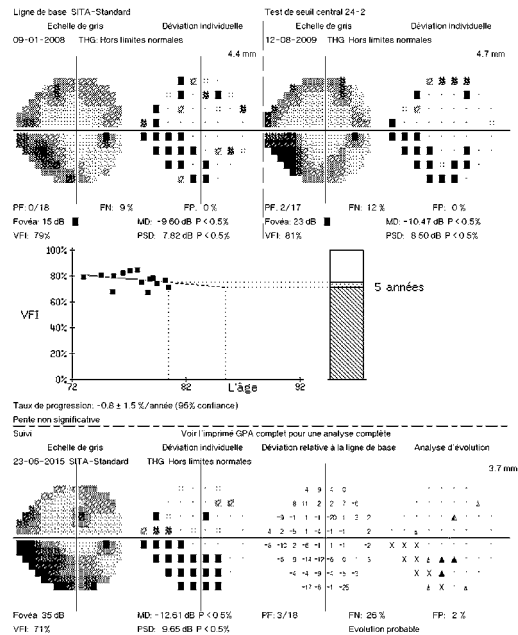 Ligne de base SITA-Standard
Test de seuil central 24-2
Echelle de gris Déviation individuelle Echelle de gris Déviation individuelle
09-01-2008 THG: Hors limites normales 12-08-2009 THG: Hors limites normales
4.4 mm 4.7 mm
PF: 0/18 FN: 9 % FP: 0 % PF: 2/17 FN: 12 % FP: 0 %
Fovéa: 15 dB MD: -9.60 dB P < 0.5% Fovéa: 23 dB MD: -10.47 dB P < 0.5%
VFI: 79% PSD: 7.82 dB P < 0.5% VFI: 81% PSD: 8.50 dB P < 0.5%
100%
80%
60%
VFI
40%
20%
0%
72 82 L'âge 92
5 années
Taux de progression: -0.8 ± 1.5 %/année (95% confiance)
Pente non significative
Suivi Voir l'imprimé GPA complet pour une analyse complète
Echelle de gris Déviation individuelle Déviation relative à la ligne de base Analyse d'évolution
23-05-2015 SITA-Standard THG: Hors limites normales
3.7 mm
Fovéa: 35 dB MD: -12.61 dB P < 0.5% PF: 3/18 FN: 26 % FP: 2 %
VFI: 71% PSD: 9.65 dB P < 0.5% Evolution probable